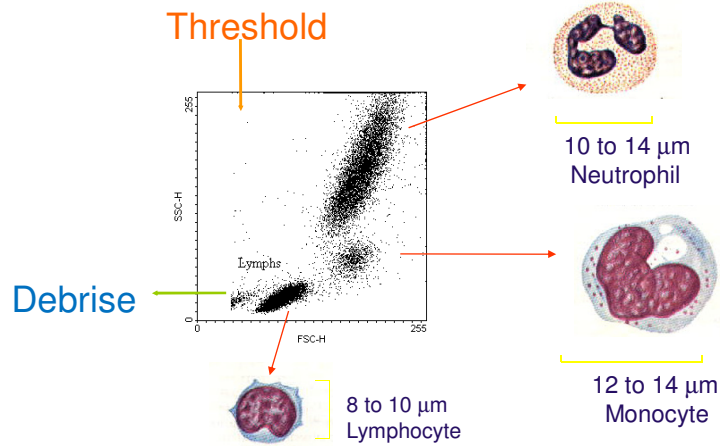 Threshold
10 to 14 μm
Neutrophil
255
SSC-H
Lymphs
Debrise
0
0
255
FSC-H
12 to 14 μm
Monocyte
8 to 10 μm
Lymphocyte